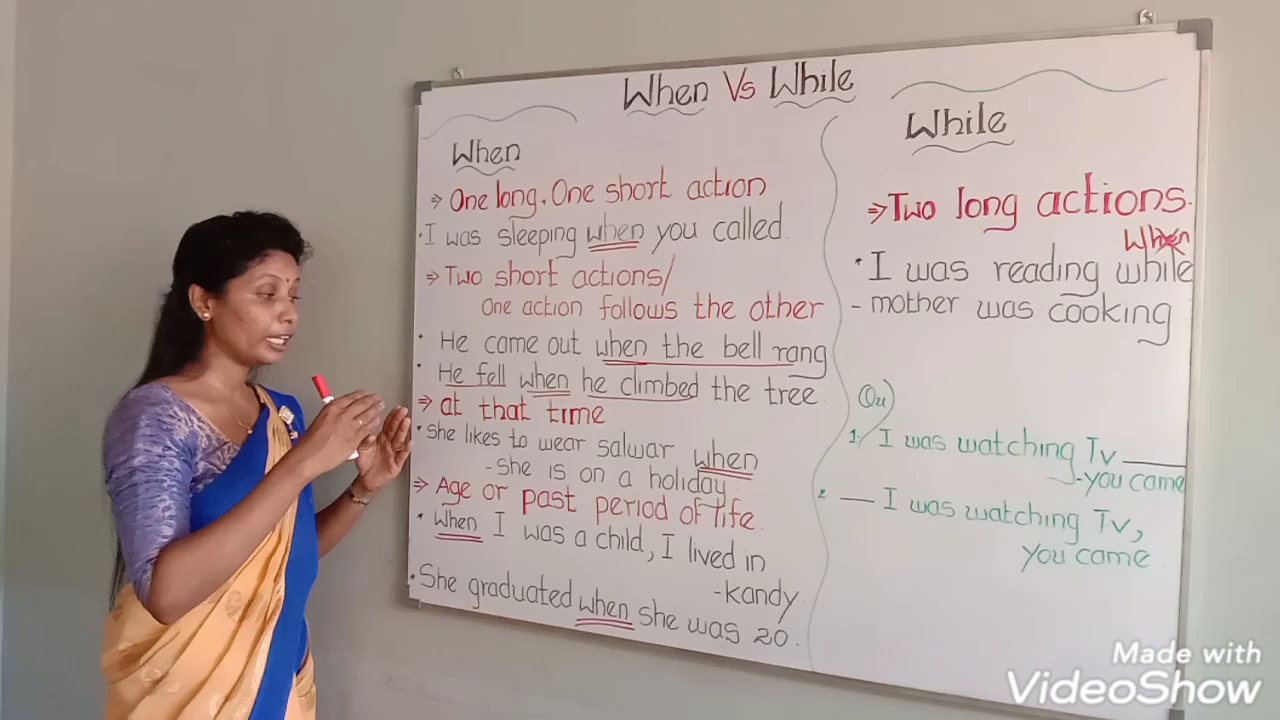 When Vs While
When
⇒ One long. One short action
• I was sleeping when you called.
⇒ Two short actions/
One action follows the other
• He came out when the bell rang
• He fell when he climbed the tree.
⇒ at that time
• She likes to wear salwar when
- she is on a holiday
⇒ Age or past period of life.
• When I was a child, I lived in
- kandy
• She graduated when she was 20.
While
⇒ Two long actions.
When
• I was reading while
- mother was cooking
Qu)
1. I was watching Tv ____
- you came
2. __ I was watching Tv,
you came.
Made with
VideoShow